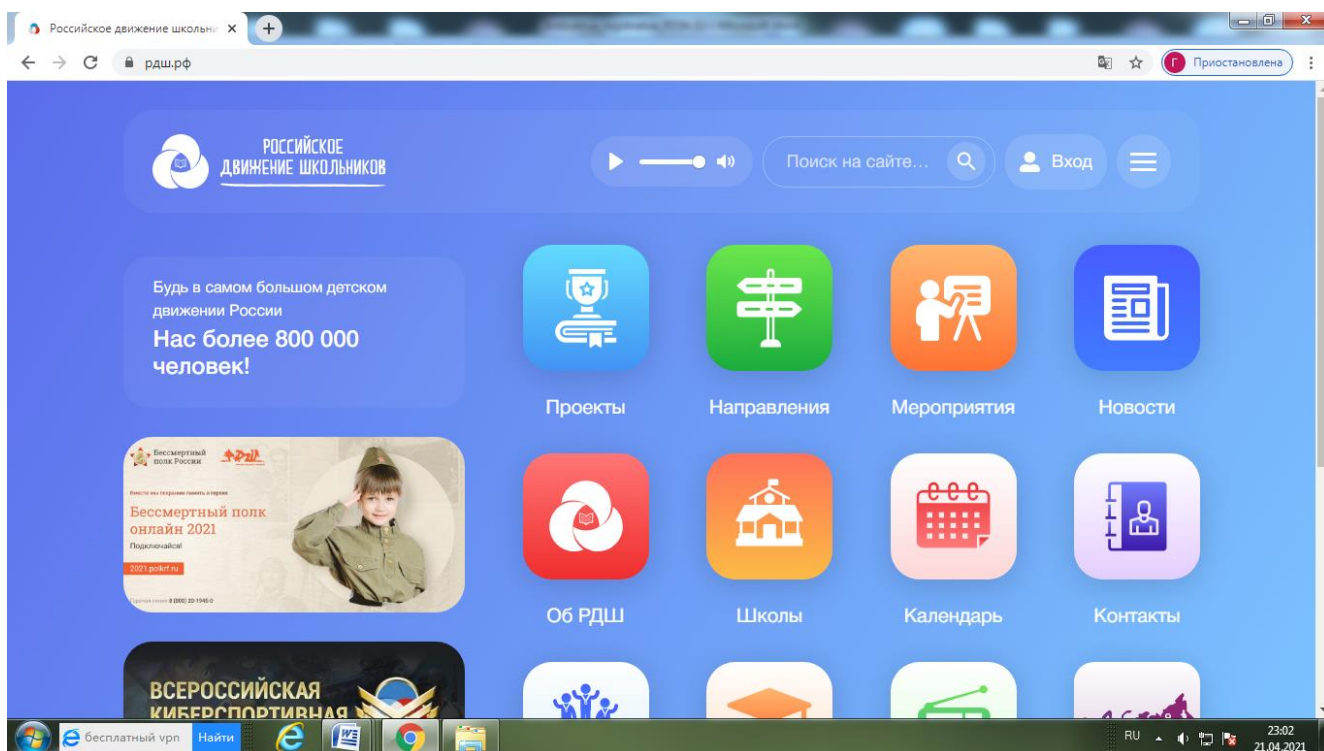 Российское движение школьни
рдш.рф
Г Приостановлена
РОССИЙСКОЕ
ДВИЖЕНИЕ ШКОЛЬНИКОВ
Поиск на сайте...
Вход
Будь в самом большом детском
движении России
Нас более 800 000
человек!
Проекты
Направления
Мероприятия
Новости
Бессмертный
полк России
РДШ
Бессмертный полк
онлайн 2021
Подключайся!
2021.polkrf.ru
Об РДШ
Школы
Календарь
Контакты
ВСЕРОССИЙСКАЯ
КИБЕРСПОРТИВНАЯ
бесплатный vpn
Найти
RU
23:02
21.04.2021